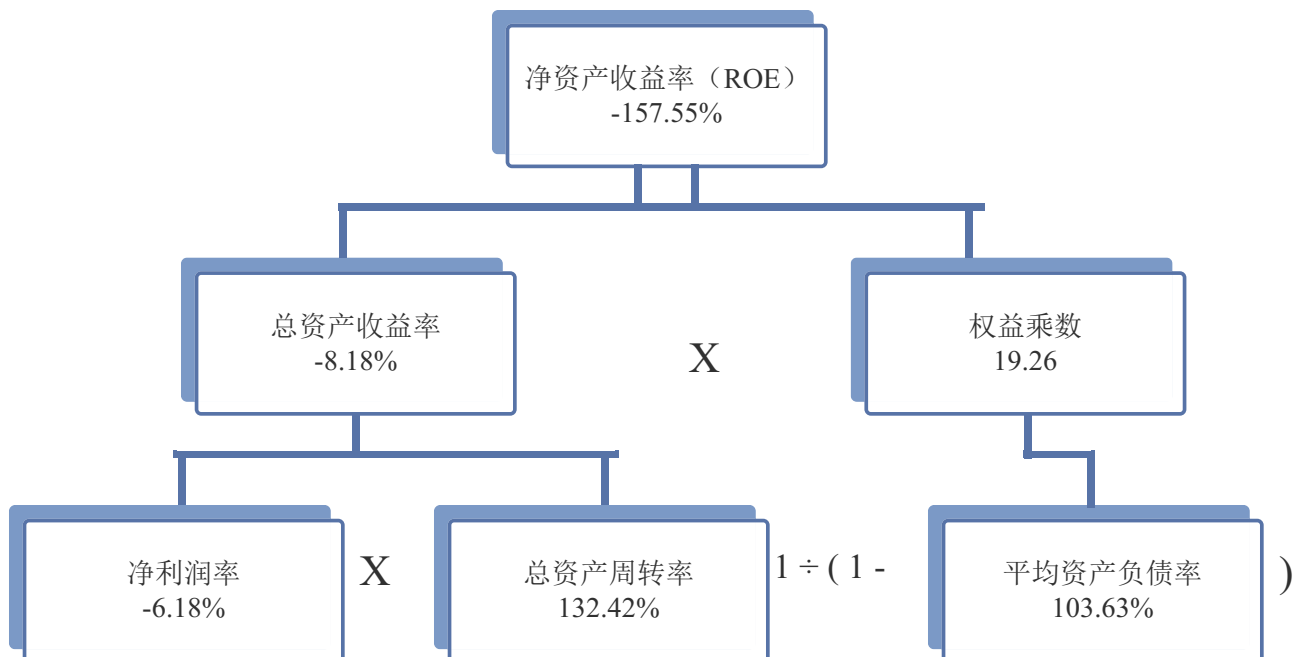 净资产收益率（ROE）
-157.55%
总资产收益率
-8.18%
X
权益乘数
19.26
净利润率
-6.18%
X
总资产周转率
132.42%
1 ÷ ( 1 -
平均资产负债率
103.63%
)